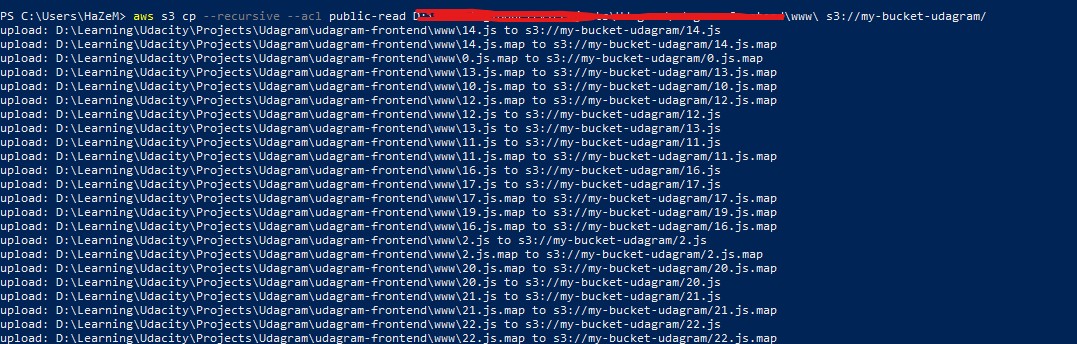 PS C:\Users\HaZeM> aws s3 cp --recursive --acl public-read D \www\ s3://my-bucket-udagram/
upload: D:\Learning\Udacity\Projects\Udagram\udagram-frontend\www\14.js to s3://my-bucket-udagram/14.js
upload: D:\Learning\Udacity\Projects\Udagram\udagram-frontend\www\14.js.map to s3://my-bucket-udagram/14.js.map
upload: D:\Learning\Udacity\Projects\Udagram\udagram-frontend\www\0.js.map to s3://my-bucket-udagram/0.js.map
upload: D:\Learning\Udacity\Projects\Udagram\udagram-frontend\www\13.js.map to s3://my-bucket-udagram/13.js.map
upload: D:\Learning\Udacity\Projects\Udagram\udagram-frontend\www\10.js.map to s3://my-bucket-udagram/10.js.map
upload: D:\Learning\Udacity\Projects\Udagram\udagram-frontend\www\12.js.map to s3://my-bucket-udagram/12.js.map
upload: D:\Learning\Udacity\Projects\Udagram\udagram-frontend\www\12.js to s3://my-bucket-udagram/12.js
upload: D:\Learning\Udacity\Projects\Udagram\udagram-frontend\www\13.js to s3://my-bucket-udagram/13.js
upload: D:\Learning\Udacity\Projects\Udagram\udagram-frontend\www\11.js to s3://my-bucket-udagram/11.js
upload: D:\Learning\Udacity\Projects\Udagram\udagram-frontend\www\11.js.map to s3://my-bucket-udagram/11.js.map
upload: D:\Learning\Udacity\Projects\Udagram\udagram-frontend\www\16.js to s3://my-bucket-udagram/16.js
upload: D:\Learning\Udacity\Projects\Udagram\udagram-frontend\www\17.js to s3://my-bucket-udagram/17.js
upload: D:\Learning\Udacity\Projects\Udagram\udagram-frontend\www\17.js.map to s3://my-bucket-udagram/17.js.map
upload: D:\Learning\Udacity\Projects\Udagram\udagram-frontend\www\19.js.map to s3://my-bucket-udagram/19.js.map
upload: D:\Learning\Udacity\Projects\Udagram\udagram-frontend\www\16.js.map to s3://my-bucket-udagram/16.js.map
upload: D:\Learning\Udacity\Projects\Udagram\udagram-frontend\www\2.js to s3://my-bucket-udagram/2.js
upload: D:\Learning\Udacity\Projects\Udagram\udagram-frontend\www\2.js.map to s3://my-bucket-udagram/2.js.map
upload: D:\Learning\Udacity\Projects\Udagram\udagram-frontend\www\20.js.map to s3://my-bucket-udagram/20.js.map
upload: D:\Learning\Udacity\Projects\Udagram\udagram-frontend\www\20.js to s3://my-bucket-udagram/20.js
upload: D:\Learning\Udacity\Projects\Udagram\udagram-frontend\www\21.js to s3://my-bucket-udagram/21.js
upload: D:\Learning\Udacity\Projects\Udagram\udagram-frontend\www\21.js.map to s3://my-bucket-udagram/21.js.map
upload: D:\Learning\Udacity\Projects\Udagram\udagram-frontend\www\22.js to s3://my-bucket-udagram/22.js
upload: D:\Learning\Udacity\Projects\Udagram\udagram-frontend\www\22.js.map to s3://my-bucket-udagram/22.js.map